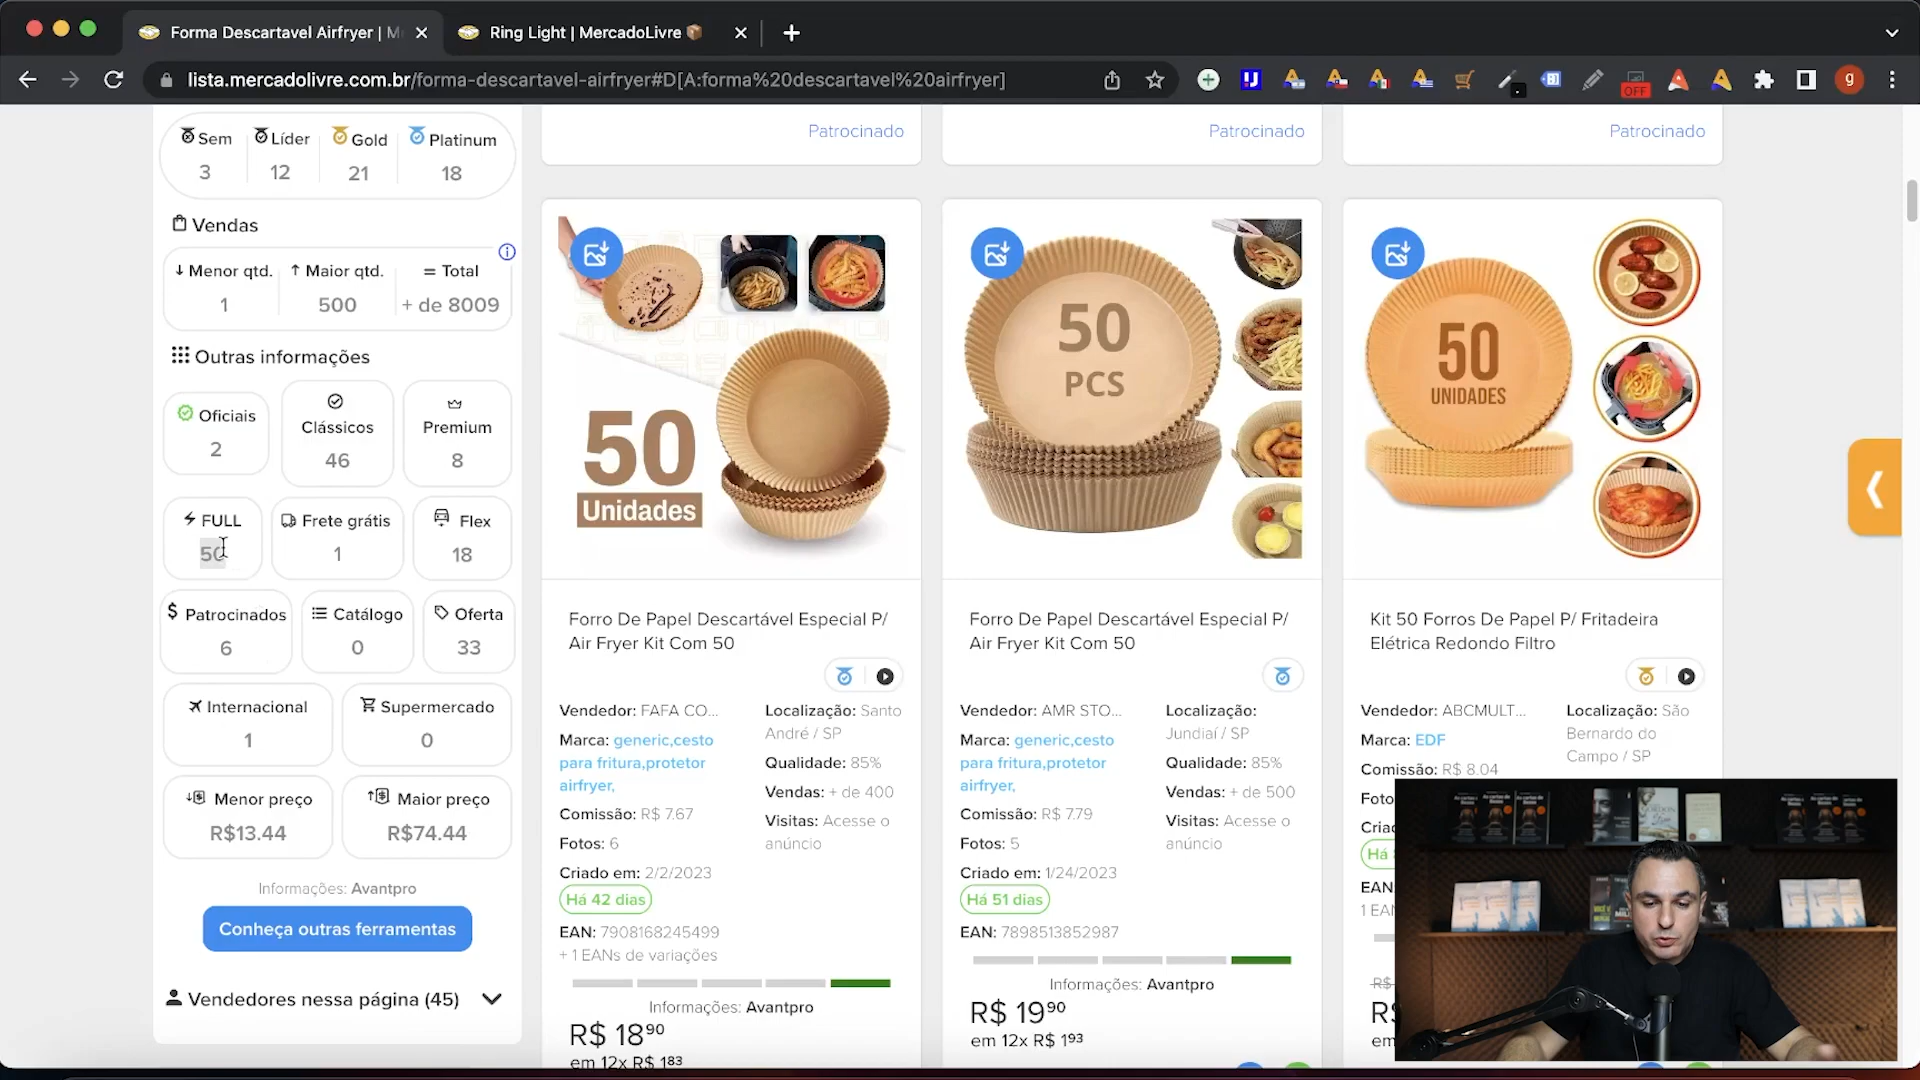 Forma Descartavel Airfryer | M
Ring Light | MercadoLivre
lista.mercadolivre.com.br/forma-descartavel-airfryer#D[A:forma%20descartavel%20airfryer]
OFF
g
Sem
Líder
Gold
Platinum
3
12
21
18
Vendas
Menor qtd.
Maior qtd.
= Total
1
500
+ de 8009
Outras informações
Oficiais
2
Clássicos
46
Premium
8
FULL
50
Frete grátis
1
Flex
18
Patrocinados
6
Catálogo
0
Oferta
33
Internacional
1
Supermercado
0
Menor preço
R$13.44
Maior preço
R$74.44
Informações: Avantpro
Conheça outras ferramentas
Vendedores nessa página (45)
Patrocinado
Patrocinado
Patrocinado
50
Unidades
Forro De Papel Descartável Especial P/
Air Fryer Kit Com 50
Vendedor: FAFA CO...
Marca: generic,cesto
para fritura,protetor
airfryer,
Comissão: R$ 7.67
Fotos: 6
Criado em: 2/2/2023
Há 42 dias
EAN: 7908168245499
+ 1 EANs de variações
Localização: Santo
André / SP
Qualidade: 85%
Vendas: + de 400
Visitas: Acesse o
anúncio
Informações: Avantpro
R$ 18 90
em 12x R$ 1 83
50
PCS
Forro De Papel Descartável Especial P/
Air Fryer Kit Com 50
Vendedor: AMR STO...
Marca: generic,cesto
para fritura,protetor
airfryer,
Comissão: R$ 7.79
Fotos: 5
Criado em: 1/24/2023
Há 51 dias
EAN: 7898513852987
Localização:
Jundiaí / SP
Qualidade: 85%
Vendas: + de 500
Visitas: Acesse o
anúncio
Informações: Avantpro
R$ 19 90
em 12x R$ 1 93
50
UNIDADES
Kit 50 Forros De Papel P/ Fritadeira
Elétrica Redondo Filtro
Vendedor: ABCMULT...
Marca: EDF
Comissão: R$ 8.04
Foto
Criac
Há
EAN
1 EAN
Localização: São
Bernardo do
Campo / SP
R$
R$
em